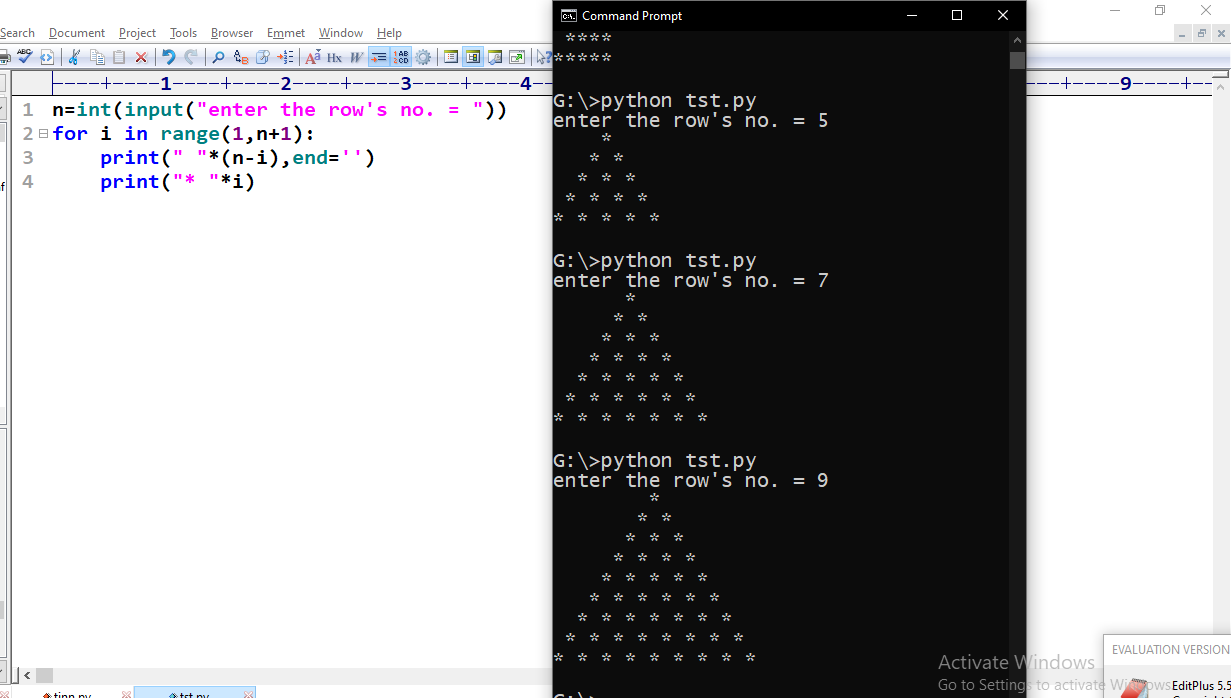 Search Document Project Tools Browser Emmet Window Help
Hx W
----+----1----+----2----+----3----+----4--
--+----9----+--
1 n=int(input("enter the row's no. = "))
2 for i in range(1,n+1):
3     print(" "*(n-i),end='')
4     print("* "*i)
tst.py
Command Prompt
 ****
*****
G:\>python tst.py
enter the row's no. = 5
    *
   * *
  * * *
 * * * *
* * * * *
G:\>python tst.py
enter the row's no. = 7
      *
     * *
    * * *
   * * * *
  * * * * *
 * * * * * *
* * * * * * *
G:\>python tst.py
enter the row's no. = 9
        *
       * *
      * * *
     * * * *
    * * * * *
   * * * * * *
  * * * * * * *
 * * * * * * * *
* * * * * * * * *
G:\>
Activate Windows
Go to Settings to activate Windows
EVALUATION VERSION
EditPlus 5.5